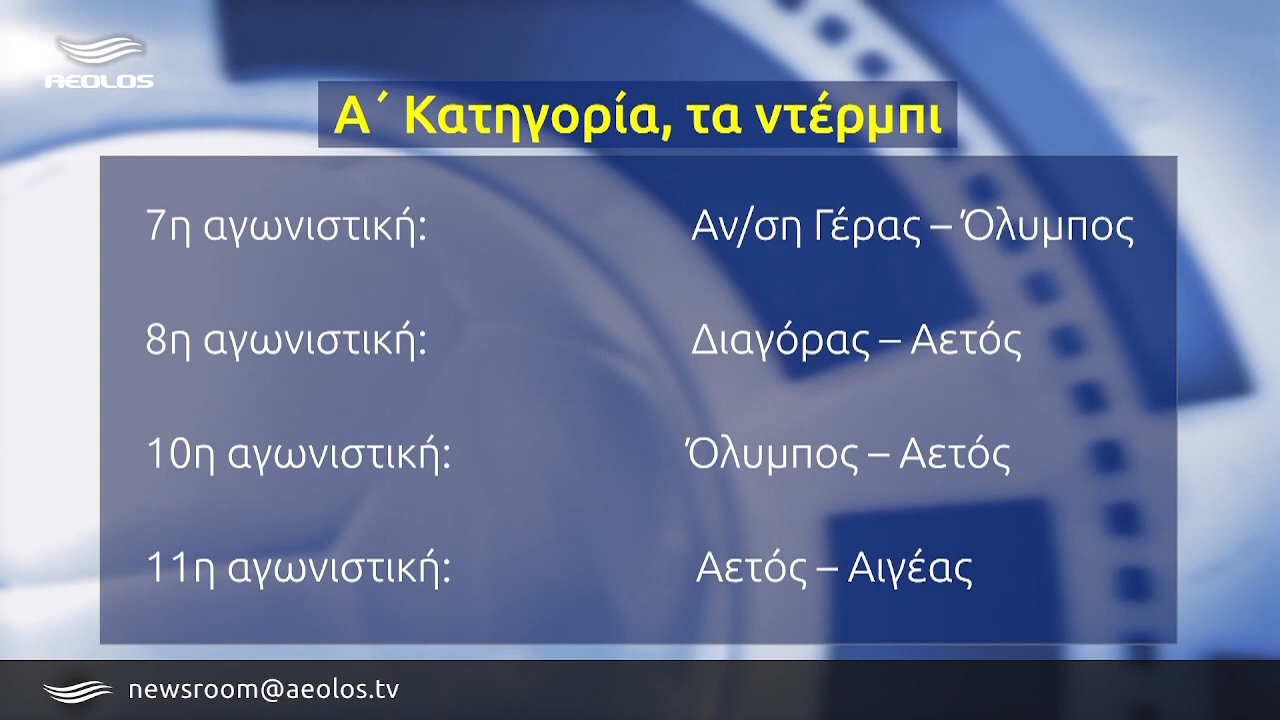 AEOLOS
Α΄ Κατηγορία, τα ντέρμπι
7η αγωνιστική: Αν/ση Γέρας – Όλυμπος
8η αγωνιστική: Διαγόρας – Αετός
10η αγωνιστική: Όλυμπος – Αετός
11η αγωνιστική: Αετός – Αιγέας
newsroom@aeolos.tv